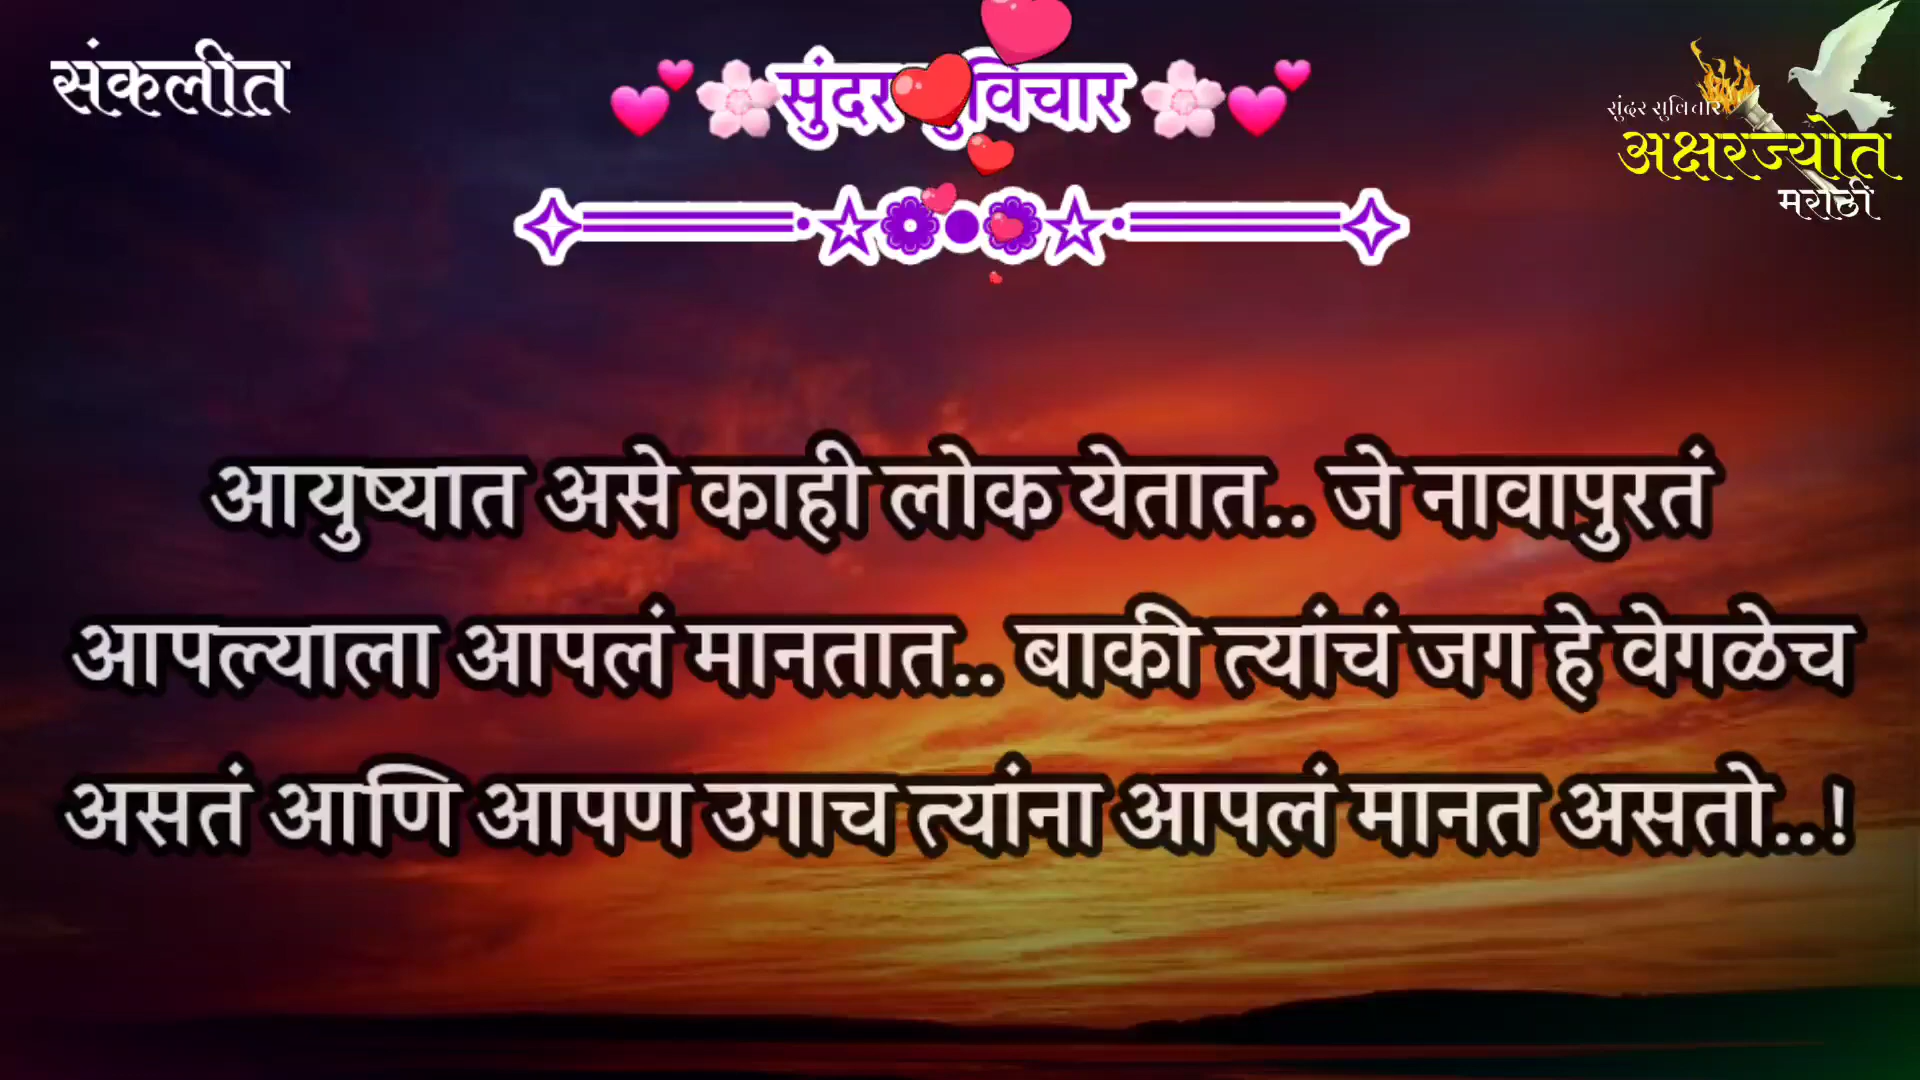 संकलीत
सुंदर सुविचार
सुंदर सुविचार
अक्षरज्योत
मराठी
आयुष्यात असे काही लोक येतात.. जे नावापुरतं
आपल्याला आपलं मानतात.. बाकी त्यांचं जग हे वेगळेच
असतं आणि आपण उगाच त्यांना आपलं मानत असतो..!